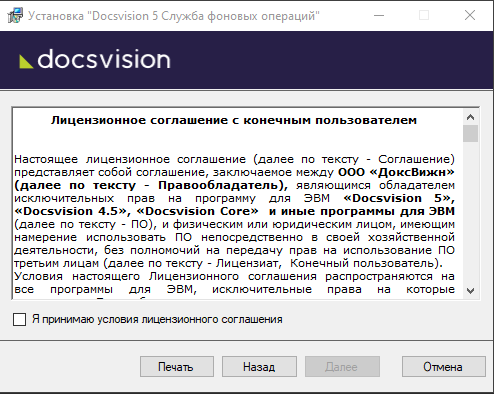 Установка "Docsvision 5 Служба фоновых операций"
docsvision
Лицензионное соглашение с конечным пользователем
Настоящее лицензионное соглашение (далее по тексту - Соглашение)
представляет собой соглашение, заключаемое между ООО «ДоксВижн»
(далее по тексту - Правообладатель), являющимся обладателем
исключительных прав на программу для ЭВМ «Docsvision 5»,
«Docsvision 4.5», «Docsvision Core» и иные программы для ЭВМ
(далее по тексту - ПО), и физическим или юридическим лицом, имеющим
намерение использовать ПО непосредственно в своей хозяйственной
деятельности, без полномочий на передачу прав на использование ПО
третьим лицам (далее по тексту - Лицензиат, Конечный пользователь).
Условия настоящего Лицензионного соглашения распространяются на
все программы для ЭВМ, исключительные права на которые
Я принимаю условия лицензионного соглашения
Печать Назад Далее Отмена